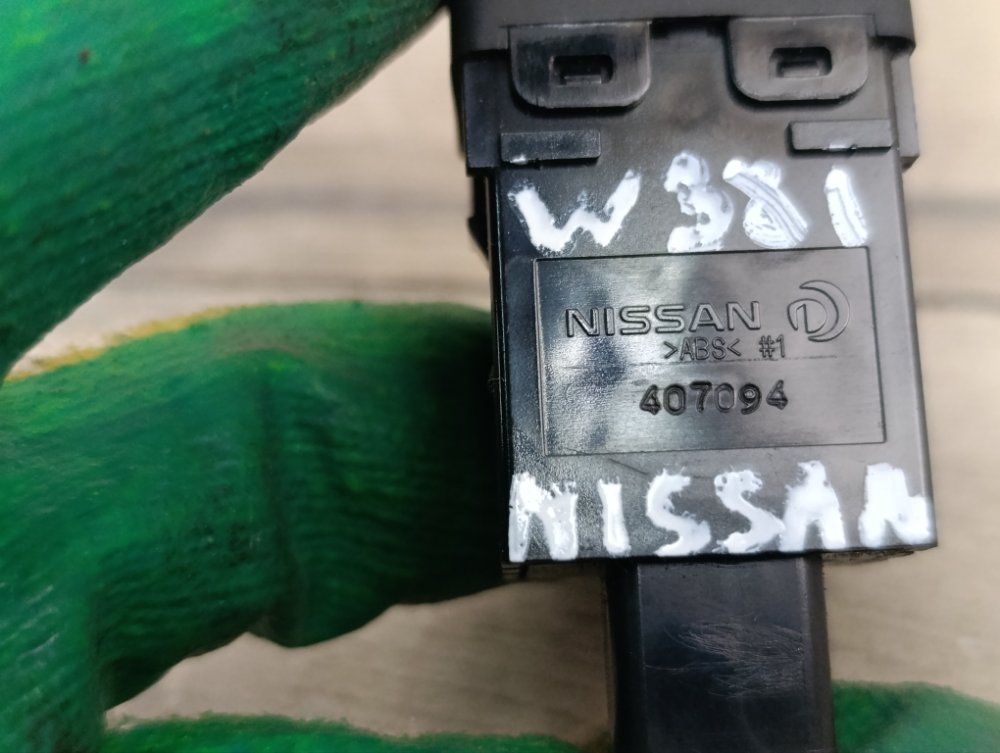 W381
NISSAN
>ABS< #1
407094
NISSAN